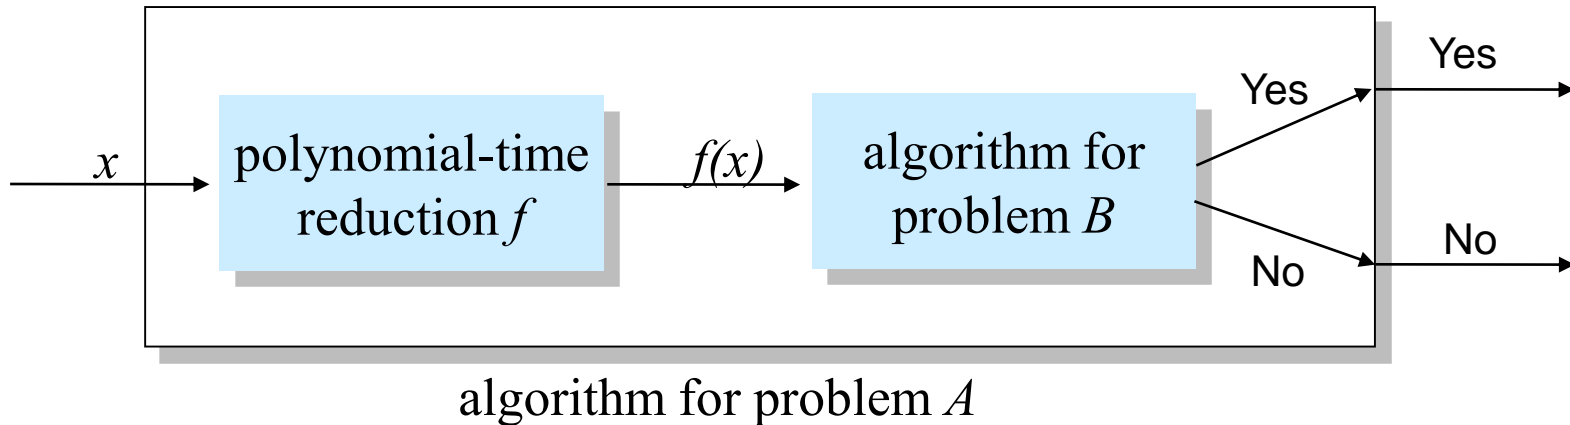 x
polynomial-time
reduction f
f(x)
algorithm for
problem B
Yes
No
Yes
No
algorithm for problem A